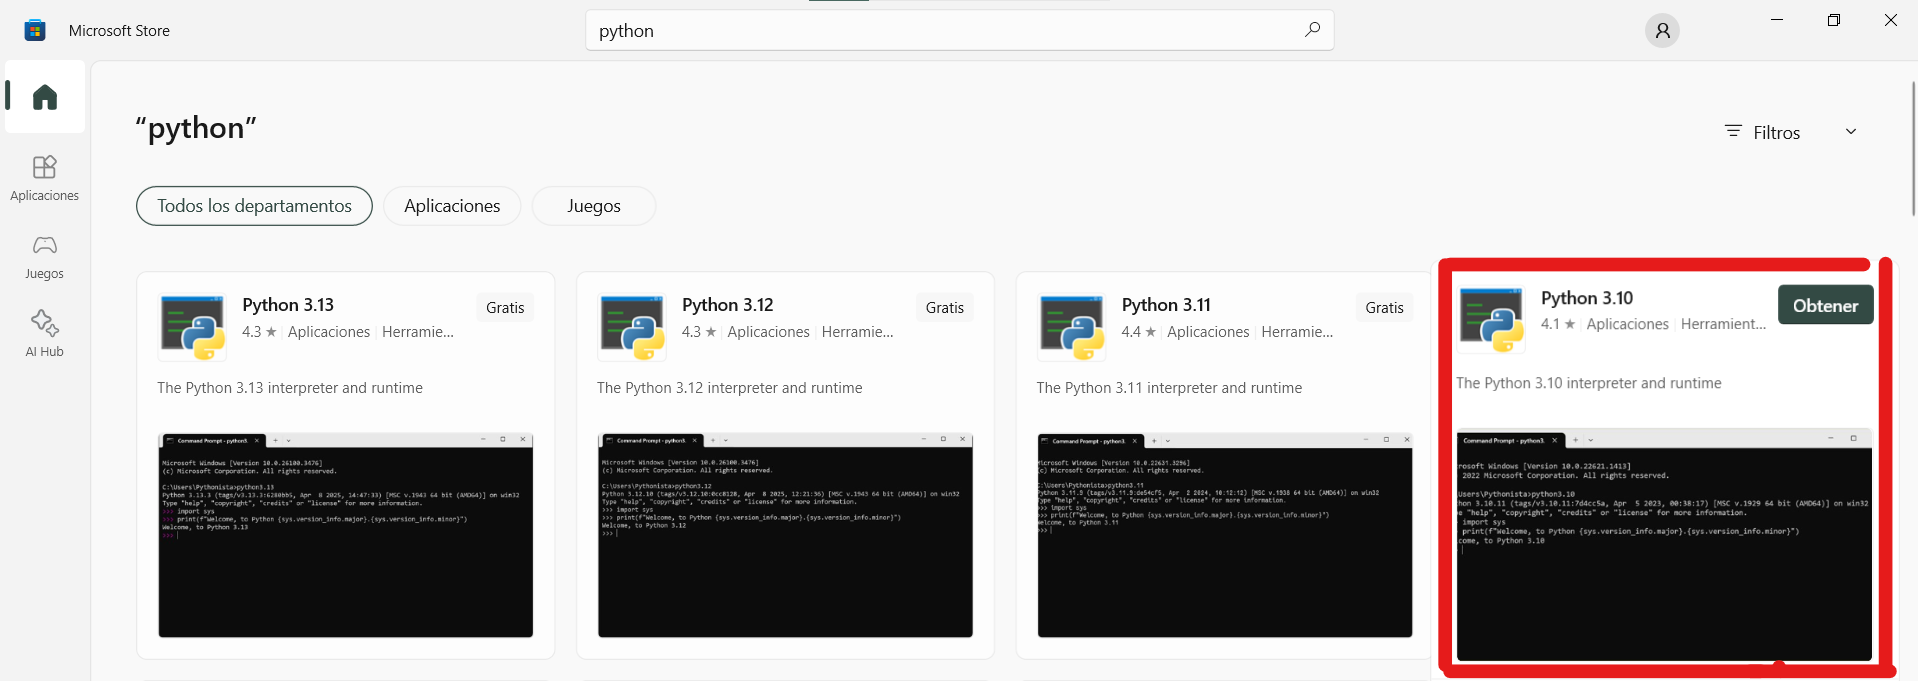 Microsoft Store
python
Aplicaciones
Juegos
AI Hub
“python”
Filtros
Todos los departamentos
Aplicaciones
Juegos
Python 3.13
Gratis
4.3 ★ Aplicaciones Herramie...
The Python 3.13 interpreter and runtime
Command Prompt - python3.
Microsoft Windows [Version 10.0.26100.3476]
(c) Microsoft Corporation. All rights reserved.
C:\Users\Pythonista>python3.13
Python 3.13.3 (tags/v3.13.3:6280bb5, Apr 8 2025, 14:47:33) [MSC v.1943 64 bit (AMD64)] on win32
Type "help", "copyright", "credits" or "license" for more information.
>>> import sys
>>> print(f"Welcome, to Python {sys.version_info.major}.{sys.version_info.minor}")
Welcome, to Python 3.13
>>>
Python 3.12
Gratis
4.3 ★ Aplicaciones Herramie...
The Python 3.12 interpreter and runtime
Command Prompt - python3.
Microsoft Windows [Version 10.0.26100.3476]
(c) Microsoft Corporation. All rights reserved.
C:\Users\Pythonista>python3.12
Python 3.12.10 (tags/v3.12.10:0cc8128, Apr 8 2025, 12:21:36) [MSC v.1943 64 bit (AMD64)] on win32
Type "help", "copyright", "credits" or "license" for more information.
>>> import sys
>>> print(f"Welcome, to Python {sys.version_info.major}.{sys.version_info.minor}")
Welcome, to Python 3.12
>>>
Python 3.11
Gratis
4.4 ★ Aplicaciones Herramie...
The Python 3.11 interpreter and runtime
Command Prompt - python3.
Microsoft Windows [Version 10.0.22631.3296]
(c) Microsoft Corporation. All rights reserved.
C:\Users\Pythonista>python3.11
Python 3.11.9 (tags/v3.11.9:de54cf5, Apr 2 2024, 10:12:12) [MSC v.1938 64 bit (AMD64)] on win32
Type "help", "copyright", "credits" or "license" for more information.
>>> import sys
>>> print(f"Welcome, to Python {sys.version_info.major}.{sys.version_info.minor}")
Welcome, to Python 3.11
>>>
Python 3.10
Obtener
4.1 ★ Aplicaciones Herramient...
The Python 3.10 interpreter and runtime
Command Prompt - python3.
rosoft Windows [Version 10.0.22621.1413]
2022 Microsoft Corporation. All rights reserved.
Users\Pythonista>python3.10
hon 3.10.11 (tags/v3.10.11:7d4cc5a, Apr 5 2023, 00:38:17) [MSC v.1929 64 bit (AMD64)] on win32
e "help", "copyright", "credits" or "license" for more information.
import sys
print(f"Welcome, to Python {sys.version_info.major}.{sys.version_info.minor}")
come, to Python 3.10